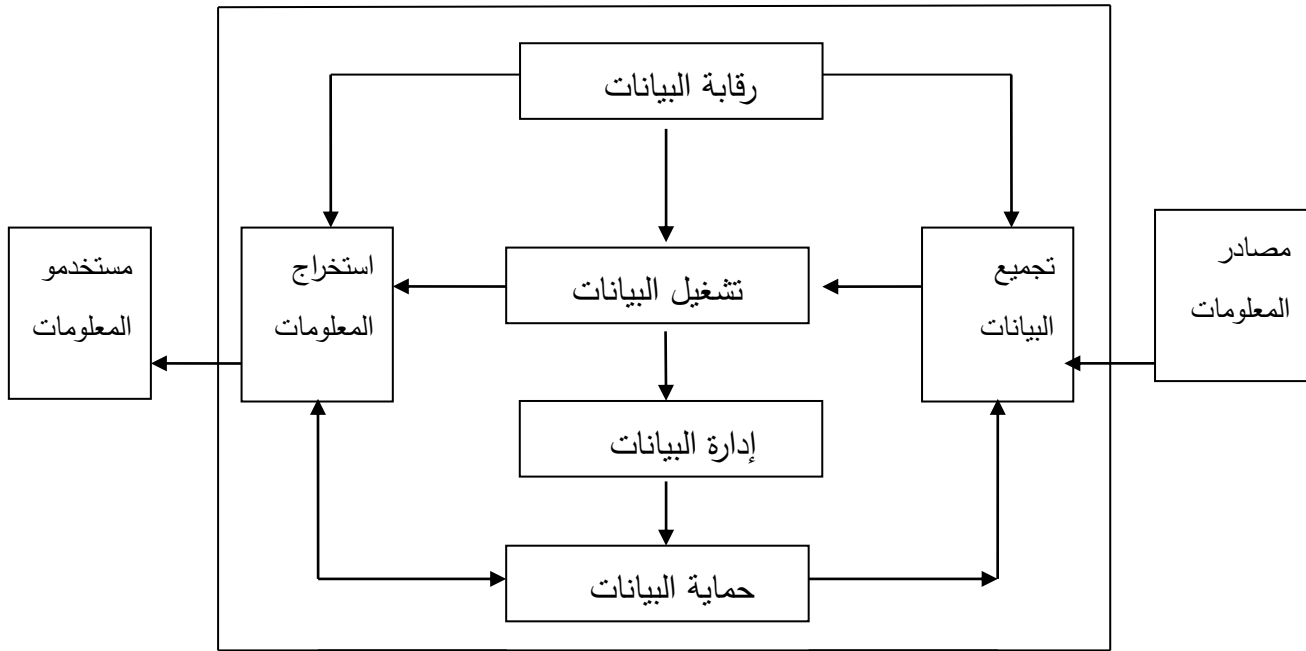 رقابة البيانات
مصادر
المعلومات
تجميع
البيانات
تشغيل البيانات
استخراج
المعلومات
مستخدمو
المعلومات
إدارة البيانات
حماية البيانات